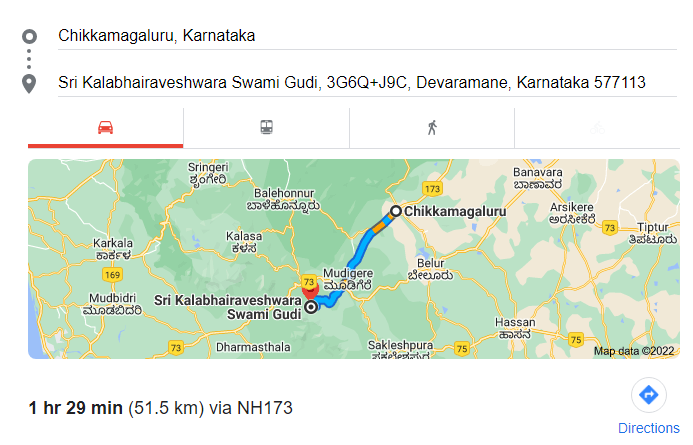 Chikkamagaluru, Karnataka
Sri Kalabhairaveshwara Swami Gudi, 3G6Q+J9C, Devaramane, Karnataka 577113
Sringeri
ಶೃಂಗೇರಿ
Banavara
ಬಾಣಾವರ
173
Balehonnur
ಬಾಳೆಹೊನ್ನೂರು
Arsikere
ಅರಸೀಕೆರೆ
Chikkamagaluru
73
Tiptur
ತಿಪಟೂರು
Karkala
ಕಾರ್ಕಳ
Kalasa
ಕಳಸ
Belur
ಬೇಲೂರು
169
Mudigere
ಮೂಡಿಗೆರೆ
73
Mudbidri
ಮೂಡಬಿದರಿ
Sri Kalabhairaveshwara
Swami Gudi
73
Hassan
ಹಾಸನ
73
Dharmasthala
Sakleshpura
ಸಕಲೇಶಪುರ
75
75
Map data ©2022
1 hr 29 min (51.5 km) via NH173
Directions